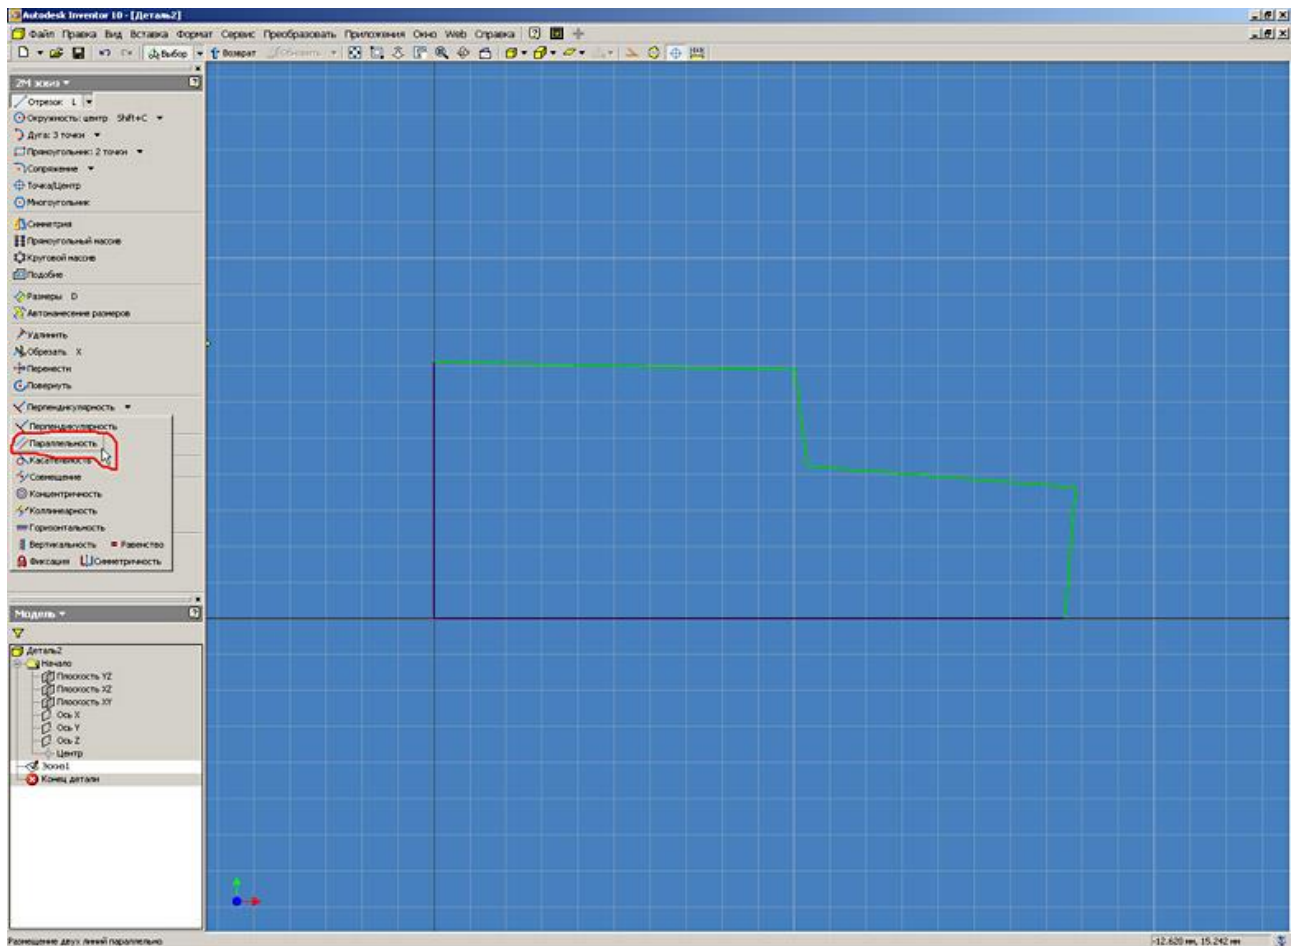 Autodesk Inventor 10 - [Деталь2]
Файл Правка Вид Вставка Формат Сервис Преобразовать Приложения Окно Web Справка
Выбор Возврат Обновить
2М эскиз
Отрезок L
Окружность: центр Shift+C
Дуга: 3 точки
Прямоугольник: 2 точки
Сопряжение
Точка/Центр
Многоугольник
Симметрия
Прямоугольный массив
Круговой массив
Подобие
Размеры D
Автонанесение размеров
Удлинить
Обрезать X
Перенести
Повернуть
Перпендикулярность
Перпендикулярность
Параллельность
Касательность
Совмещение
Концентричность
Коллинеарность
Горизонтальность
Вертикальность Равенство
Фиксация Симметричность
Модель
Деталь2
Начало
Плоскость YZ
Плоскость XZ
Плоскость XY
Ось X
Ось Y
Ось Z
Центр
Эскиз1
Конец детали
Размещение двух линий параллельно
-12.620 мм, 15.242 мм